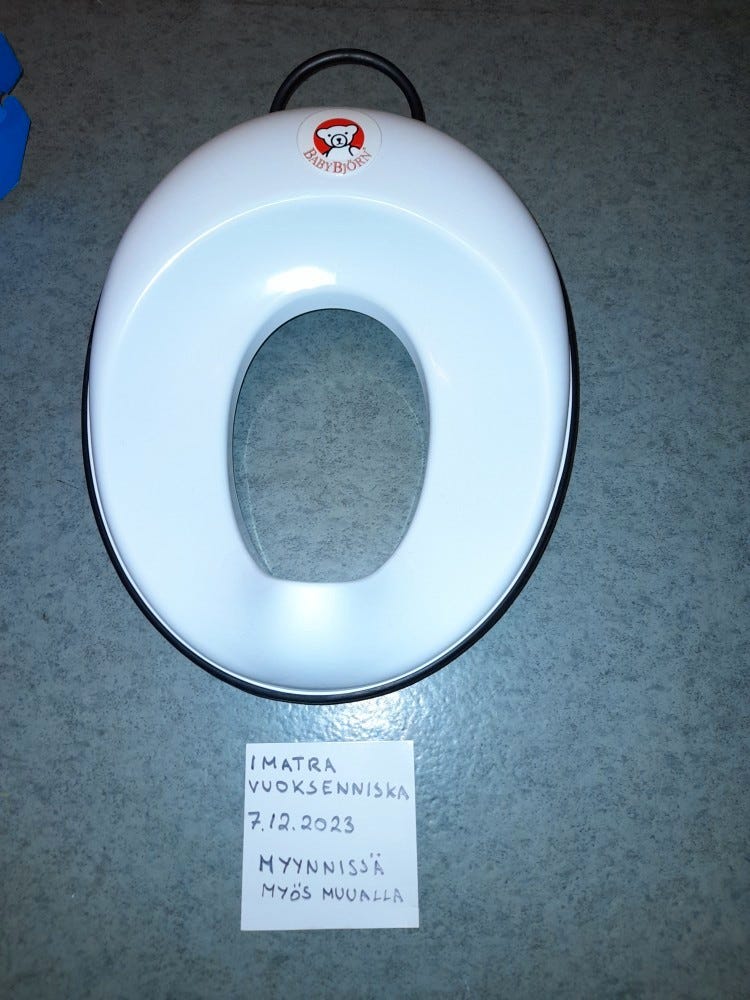 BABYBJÖRN
IMATRA
VUOKSENNISKA
7.12.2023
MYYNNISSÄ
MYÖS MUUALLA